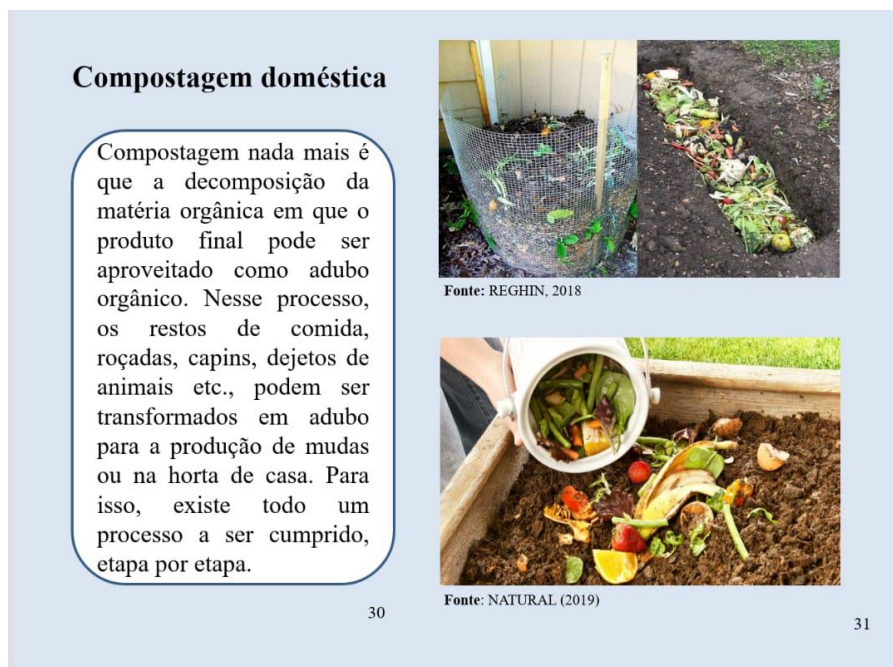 Compostagem doméstica
Compostagem nada mais é
que a decomposição da
matéria orgânica em que o
produto final pode ser
aproveitado como adubo
orgânico. Nesse processo,
os restos de comida,
roçadas, capins, dejetos de
animais etc., podem ser
transformados em adubo
para a produção de mudas
ou na horta de casa. Para
isso, existe todo um
processo a ser cumprido,
etapa por etapa.
30
Fonte: REGHIN, 2018
Fonte: NATURAL (2019)
31